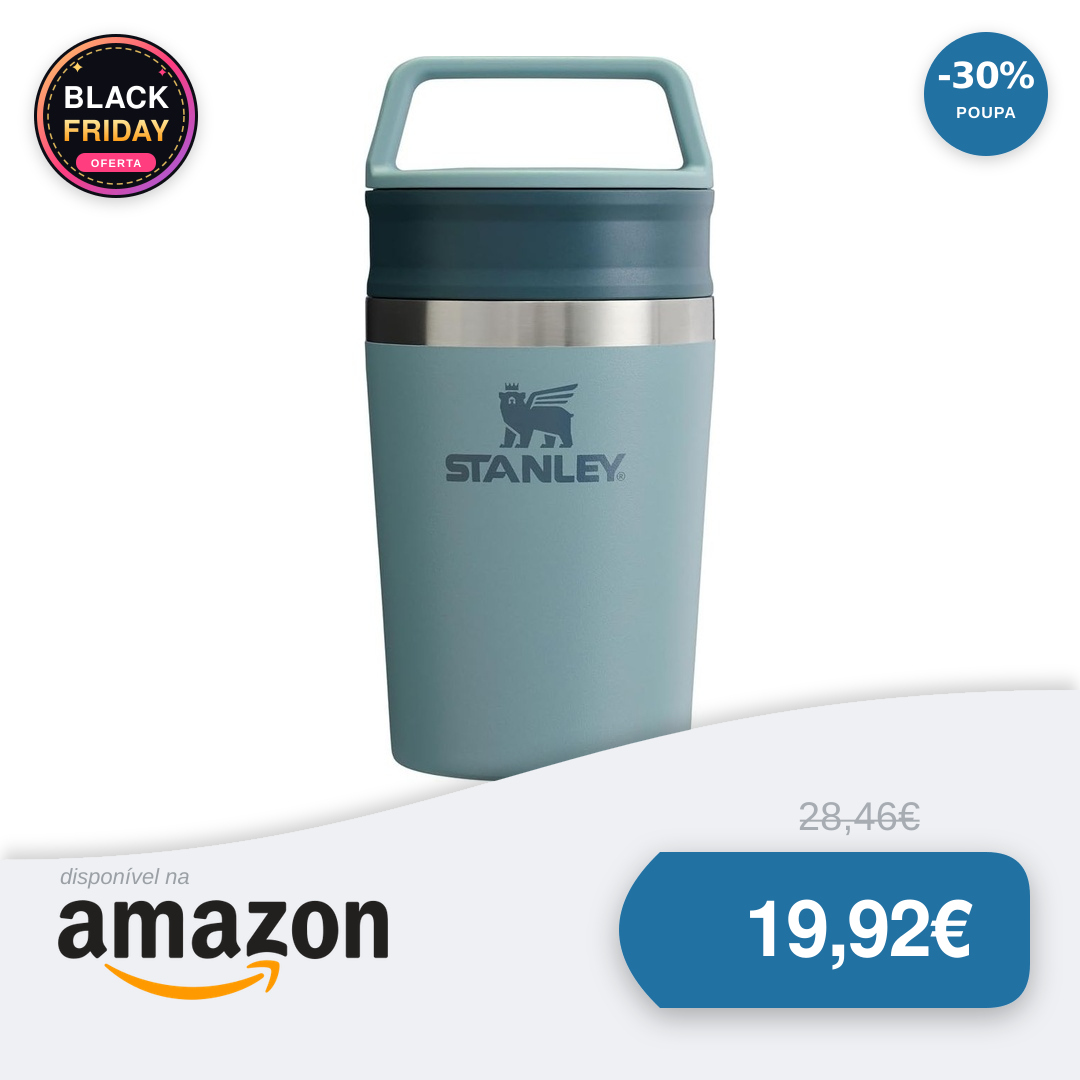 BLACK
FRIDAY
OFERTA
-30%
POUPA
STANLEY®
28,46€
disponível na
amazon
19,92€